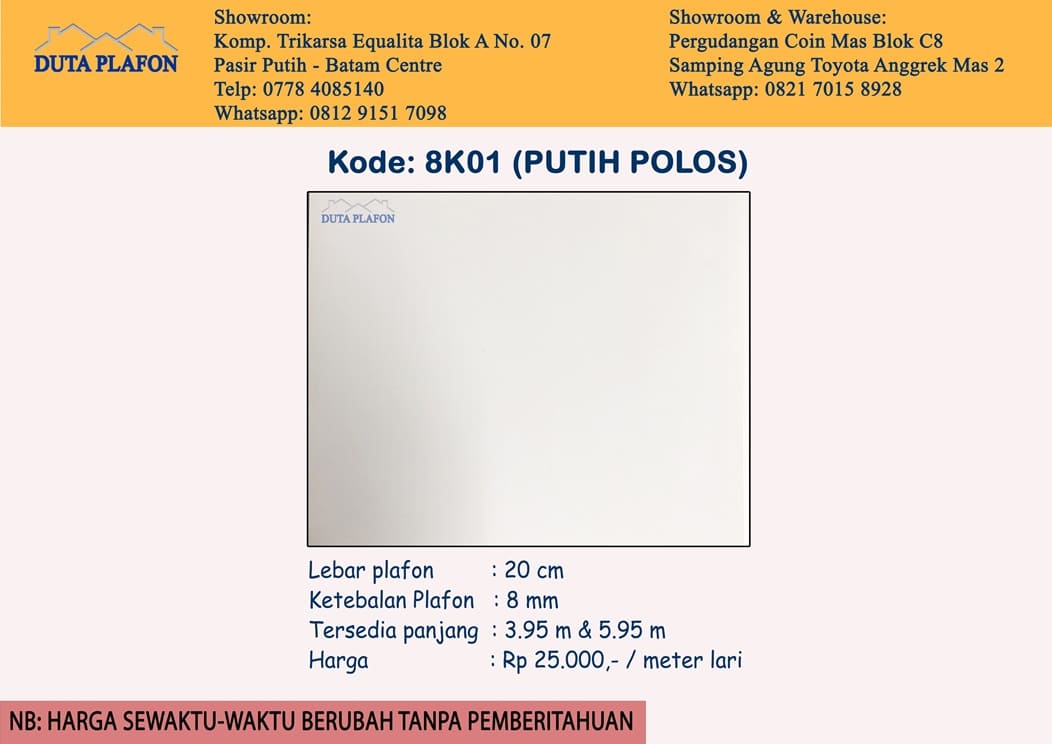 DUTA PLAFON
Showroom:
Komp. Trikarsa Equalita Blok A No. 07
Pasir Putih - Batam Centre
Telp: 0778 4085140
Whatsapp: 0812 9151 7098
Showroom & Warehouse:
Pergudangan Coin Mas Blok C8
Samping Agung Toyota Anggrek Mas 2
Whatsapp: 0821 7015 8928
Kode: 8K01 (PUTIH POLOS)
DUTA PLAFON
Lebar plafon : 20 cm
Ketebalan Plafon : 8 mm
Tersedia panjang : 3.95 m & 5.95 m
Harga : Rp 25.000,- / meter lari
NB: HARGA SEWAKTU-WAKTU BERUBAH TANPA PEMBERITAHUAN